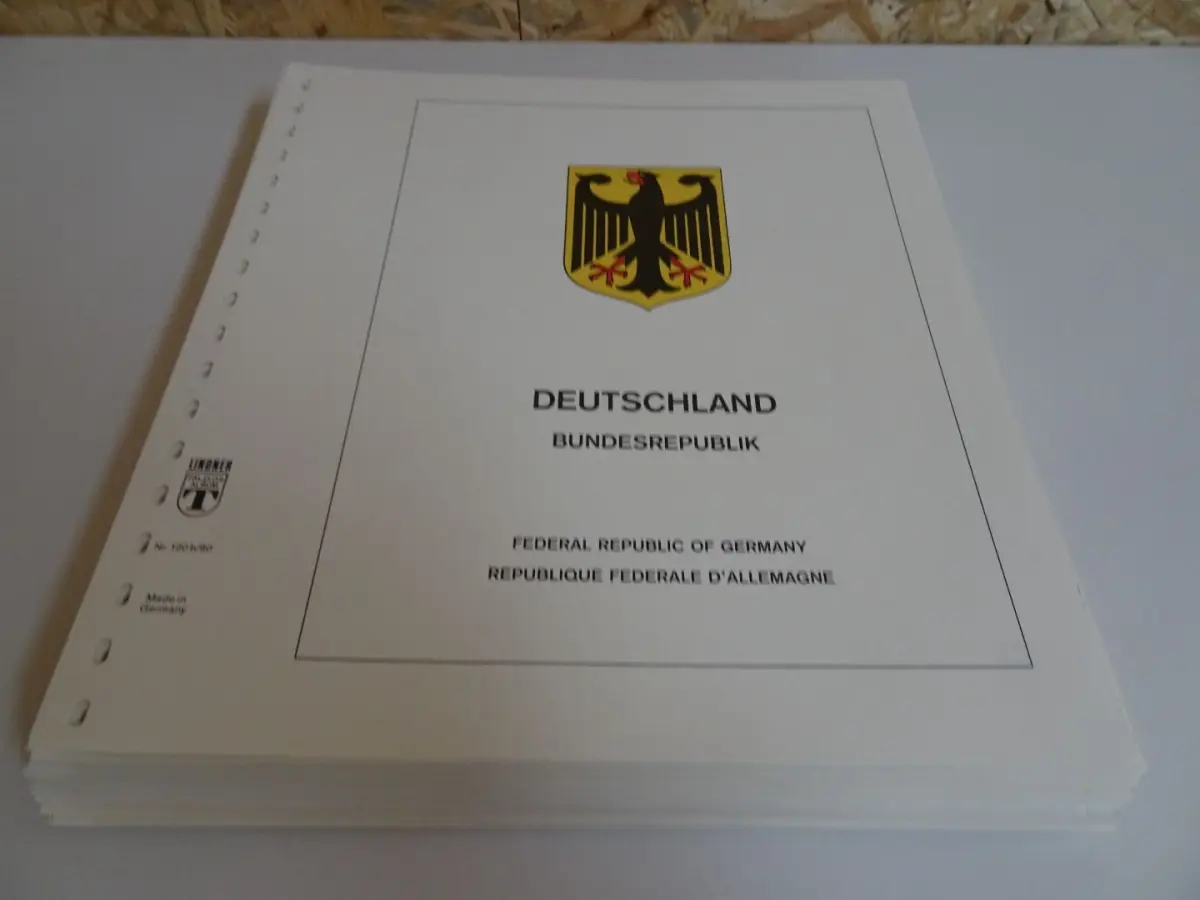 DEUTSCHLAND
BUNDESREPUBLIK
FEDERAL REPUBLIC OF GERMANY
REPUBLIQUE FEDERALE D'ALLEMAGNE
LINDNER
T
Made in
Germany